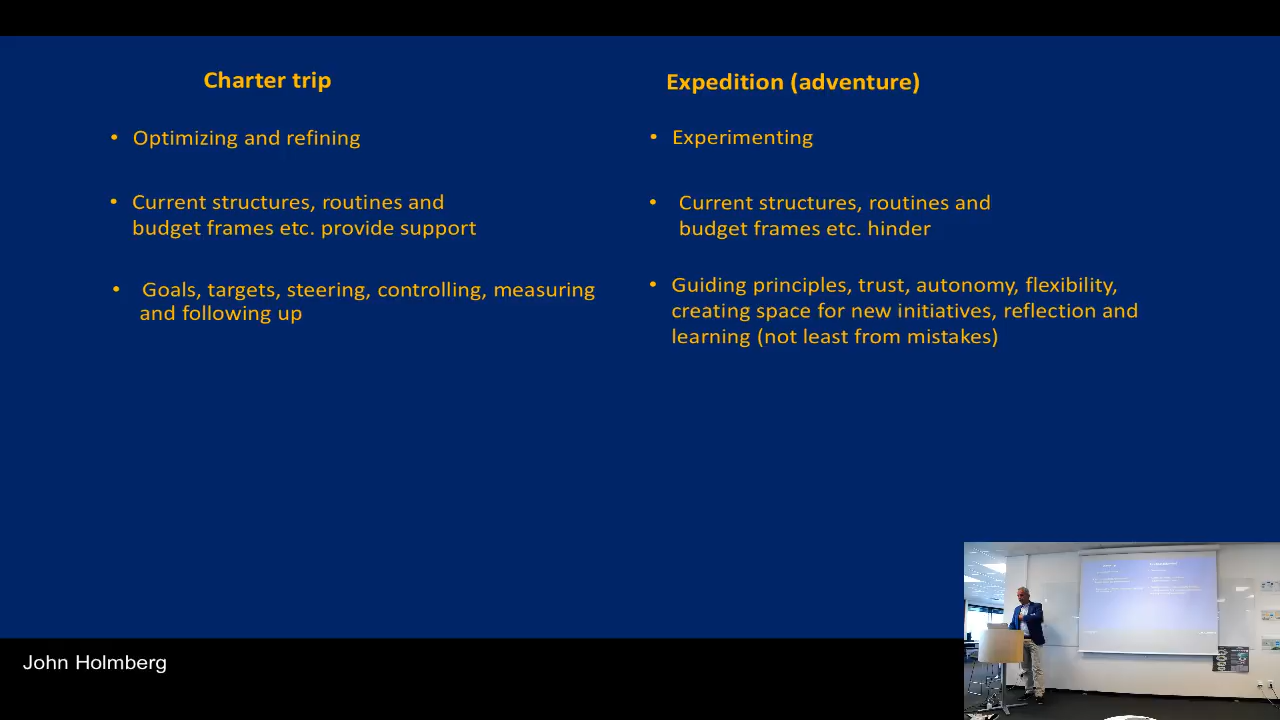 Charter trip
• Optimizing and refining
• Current structures, routines and
budget frames etc. provide support
• Goals, targets, steering, controlling, measuring
and following up
Expedition (adventure)
• Experimenting
• Current structures, routines and
budget frames etc. hinder
• Guiding principles, trust, autonomy, flexibility,
creating space for new initiatives, reflection and
learning (not least from mistakes)
John Holmberg